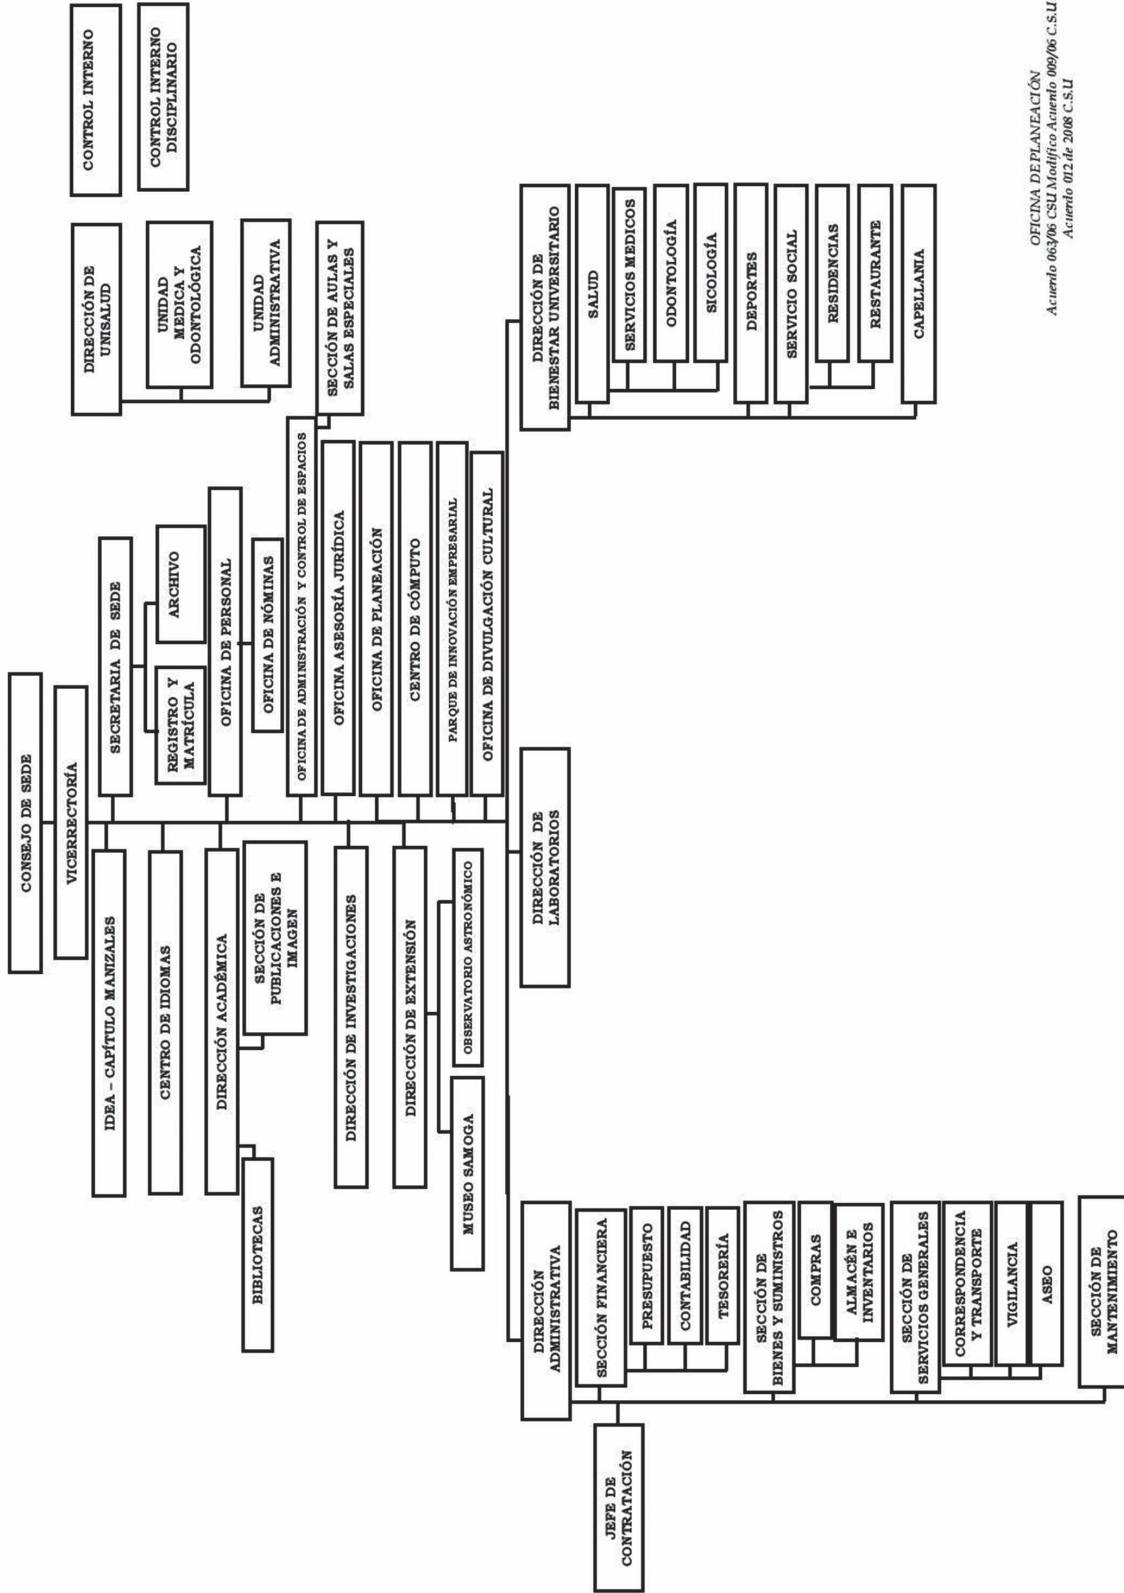 CONSEJO DE SEDE
VICERRECTORÍA
CONTROL INTERNO
CONTROL INTERNO
DISCIPLINARIO
DIRECCIÓN DE
UNISALUD
UNIDAD
MEDICA Y
ODONTOLÓGICA
UNIDAD
ADMINISTRATIVA
IDEA – CAPÍTULO MANIZALES
CENTRO DE IDIOMAS
DIRECCIÓN ACADÉMICA
BIBLIOTECAS
SECCIÓN DE
PUBLICACIONES E
IMAGEN
DIRECCIÓN DE INVESTIGACIONES
DIRECCIÓN DE EXTENSIÓN
MUSEO SAMOGA
OBSERVATORIO ASTRONÓMICO
SECRETARIA DE SEDE
REGISTRO Y
MATRÍCULA
ARCHIVO
OFICINA DE PERSONAL
OFICINA DE NÓMINAS
OFICINA DE ADMINISTRACIÓN Y CONTROL DE ESPACIOS
SECCIÓN DE AULAS Y
SALAS ESPECIALES
OFICINA ASESORÍA JURÍDICA
OFICINA DE PLANEACIÓN
CENTRO DE CÓMPUTO
PARQUE DE INNOVACIÓN EMPRESARIAL
OFICINA DE DIVULGACIÓN CULTURAL
DIRECCIÓN
ADMINISTRATIVA
JEFE DE
CONTRATACIÓN
SECCIÓN FINANCIERA
PRESUPUESTO
CONTABILIDAD
TESORERÍA
SECCIÓN DE
BIENES Y SUMINISTROS
COMPRAS
ALMACÉN E
INVENTARIOS
SECCIÓN DE
SERVICIOS GENERALES
CORRESPONDENCIA
Y TRANSPORTE
VIGILANCIA
ASEO
SECCIÓN DE
MANTENIMIENTO
DIRECCIÓN DE
LABORATORIOS
DIRECCIÓN DE
BIENESTAR UNIVERSITARIO
SALUD
SERVICIOS MEDICOS
ODONTOLOGÍA
SICOLOGÍA
DEPORTES
SERVICIO SOCIAL
RESIDENCIAS
RESTAURANTE
CAPELLANIA
OFICINA DE PLANEACIÓN
Acuerdo 063/06 CSU Modifico Acuerdo 009/06 C.S.U
Acuerdo 012 de 2008 C.S.U